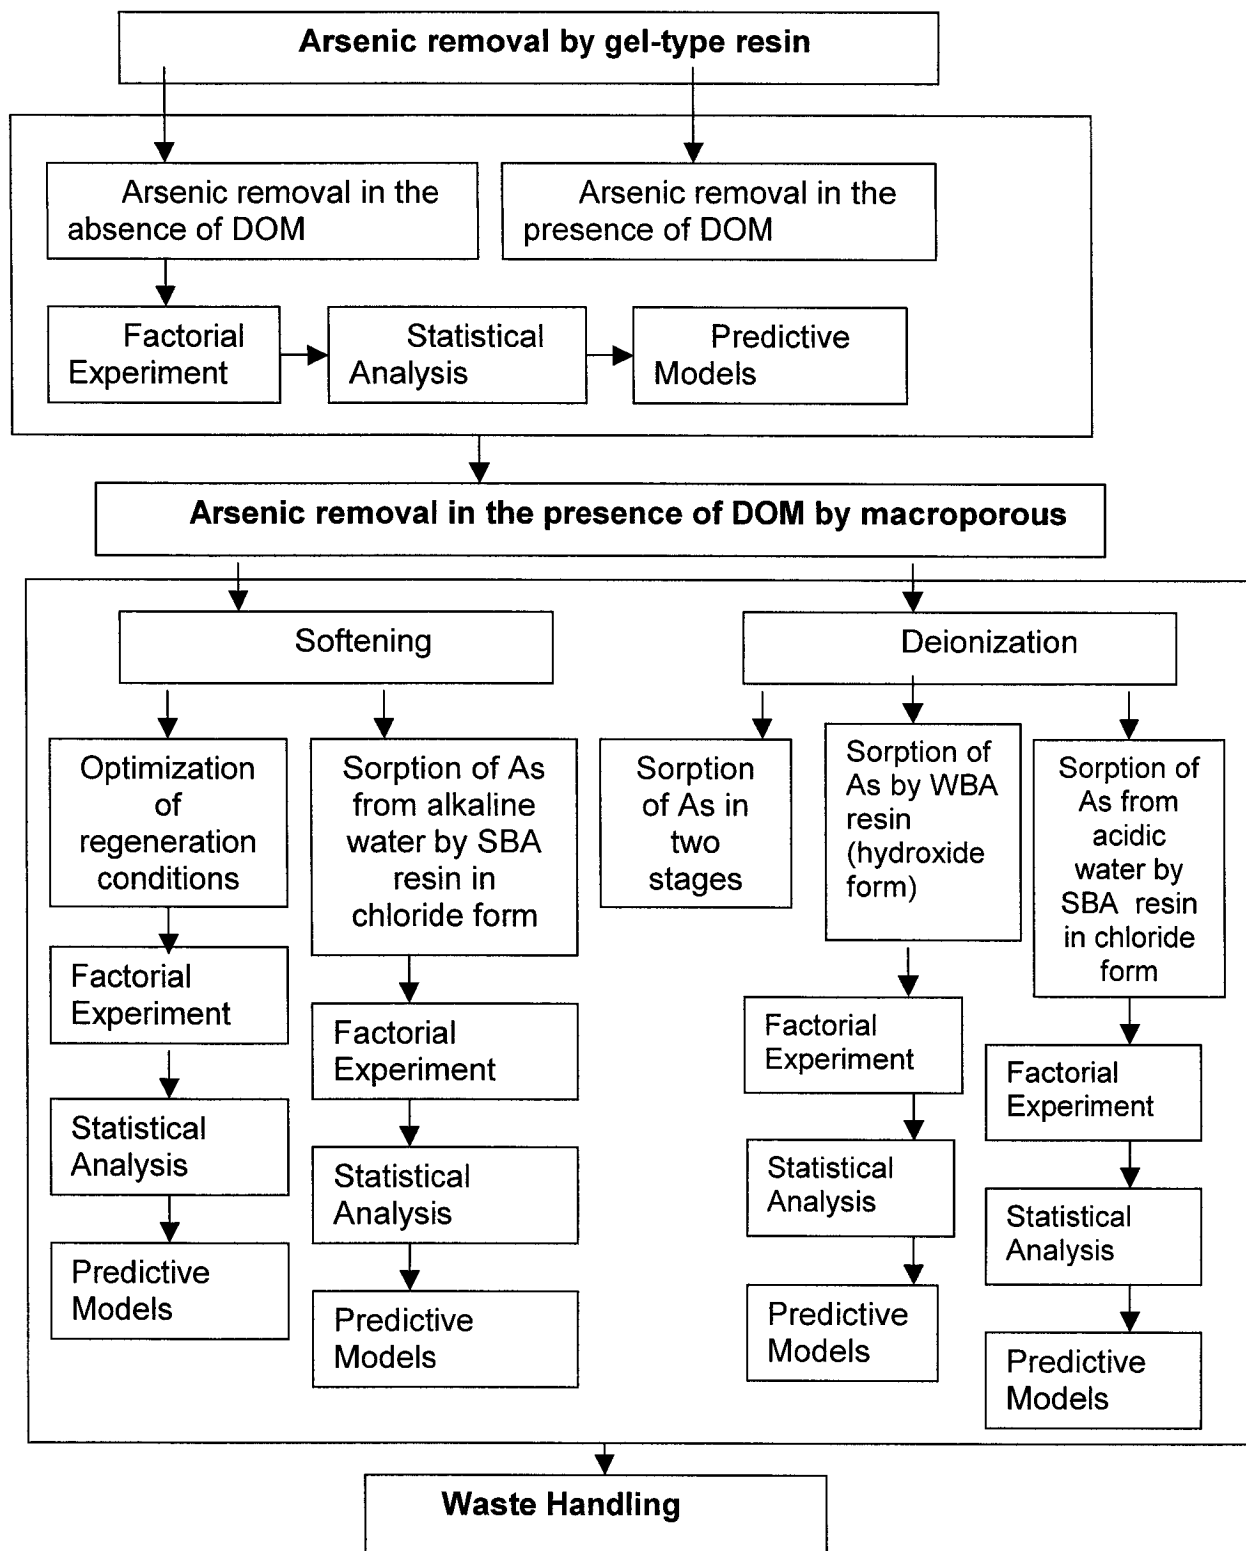 Arsenic removal by gel-type resin
Arsenic removal in the
absence of DOM
Arsenic removal in the
presence of DOM
Factorial
Experiment
Statistical
Analysis
Predictive
Models
Arsenic removal in the presence of DOM by macroporous
Softening
Deionization
Optimization
of
regeneration
conditions
Sorption of As
from alkaline
water by SBA
resin in
chloride form
Sorption
of As in
two
stages
Sorption of
As by WBA
resin
(hydroxide
form)
Sorption of
As from
acidic
water by
SBA resin
in chloride
form
Factorial
Experiment
Statistical
Analysis
Predictive
Models
Factorial
Experiment
Statistical
Analysis
Predictive
Models
Factorial
Experiment
Statistical
Analysis
Predictive
Models
Factorial
Experiment
Statistical
Analysis
Predictive
Models
Waste Handling